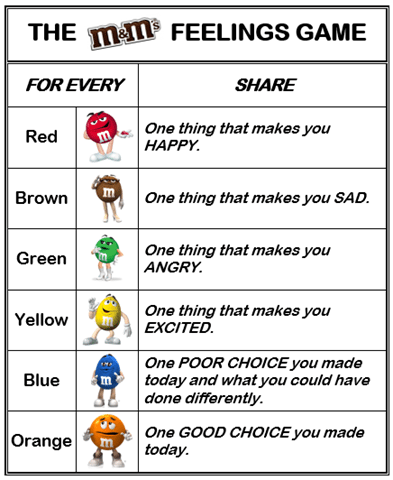 THE m&m's FEELINGS GAME
FOR EVERY SHARE
Red
m
One thing that makes you
HAPPY.
Brown
m
One thing that makes you SAD.
Green
m
One thing that makes you
ANGRY.
Yellow
m
One thing that makes you
EXCITED.
Blue
m
One POOR CHOICE you made
today and what you could have
done differently.
Orange
m
One GOOD CHOICE you made
today.